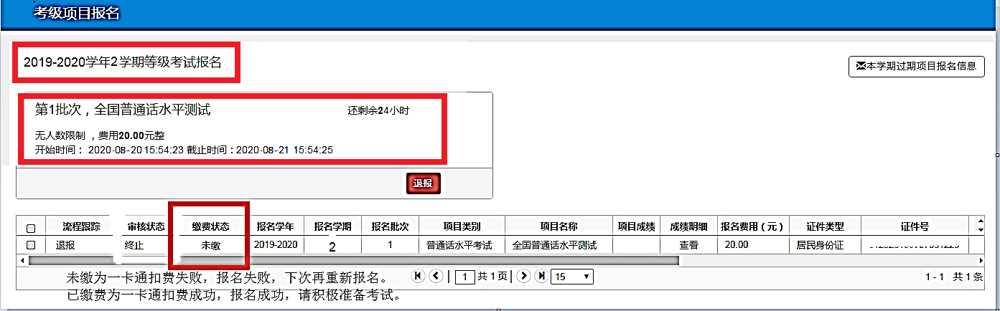 考级项目报名
2019-2020学年2学期等级考试报名
本学期过期项目报名信息
第1批次，全国普通话水平测试 还剩余24小时
无人数限制 ，费用20.00元整
开始时间： 2020-08-20 15:54:23 截止时间：2020-08-21 15:54:25
退报
流程跟踪 审核状态 缴费状态 报名学年 报名学期 报名批次 项目类别 项目名称 项目成绩 成绩明细 报名费用（元） 证件类型 证件号
退报 终止 未缴 2019-2020 2 1 普通话水平考试 全国普通话水平测试 查看 20.00 居民身份证
未缴为一卡通扣费失败，报名失败，下次再重新报名。
1 共1页 15 1 - 1 共1条
已缴费为一卡通扣费成功，报名成功，请积极准备考试。